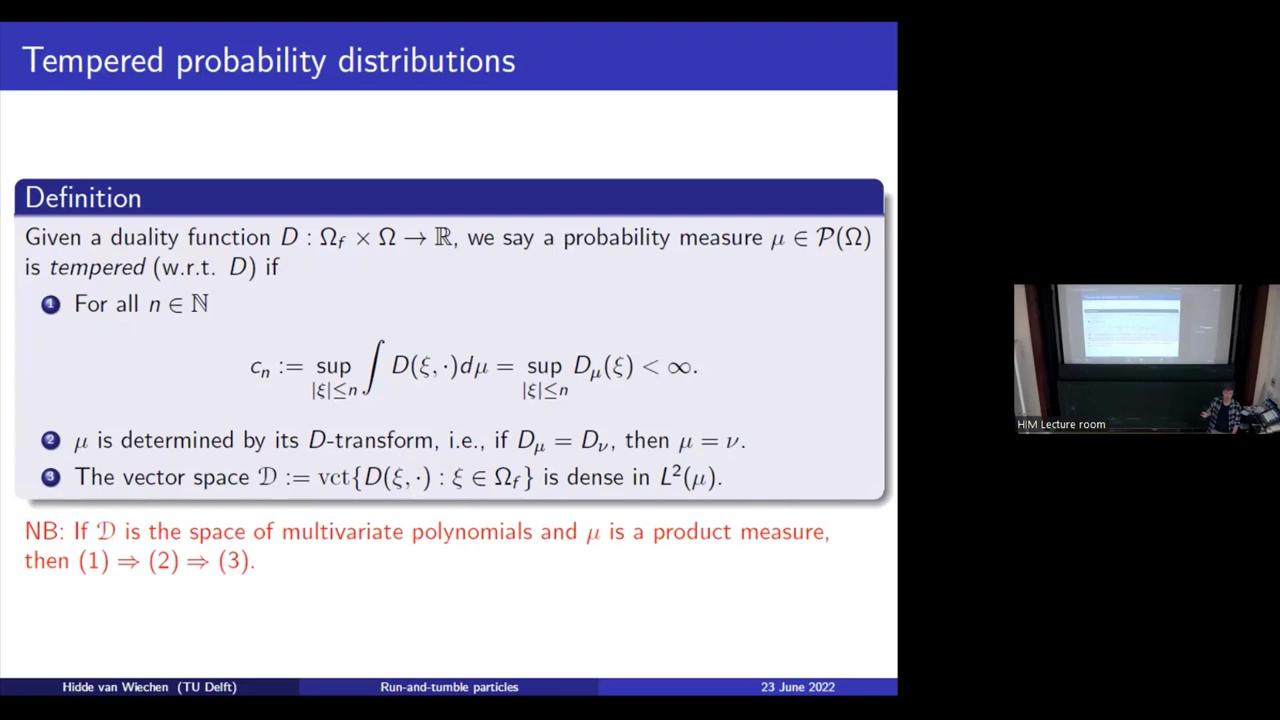 Tempered probability distributions
Definition
Given a duality function D : Ω_f × Ω → ℝ, we say a probability measure μ ∈ 𝒫(Ω)
is tempered (w.r.t. D) if
1 For all n ∈ ℕ
c_n := sup_{|ξ|≤n} ∫ D(ξ, ·)dμ = sup_{|ξ|≤n} D_μ(ξ) < ∞.
2 μ is determined by its D-transform, i.e., if D_μ = D_ν, then μ = ν.
3 The vector space 𝒟 := vct{D(ξ, ·) : ξ ∈ Ω_f} is dense in L²(μ).
NB: If 𝒟 is the space of multivariate polynomials and μ is a product measure,
then (1) ⇒ (2) ⇒ (3).
Hidde van Wiechen (TU Delft)
Run-and-tumble particles
23 June 2022
HIM Lecture room